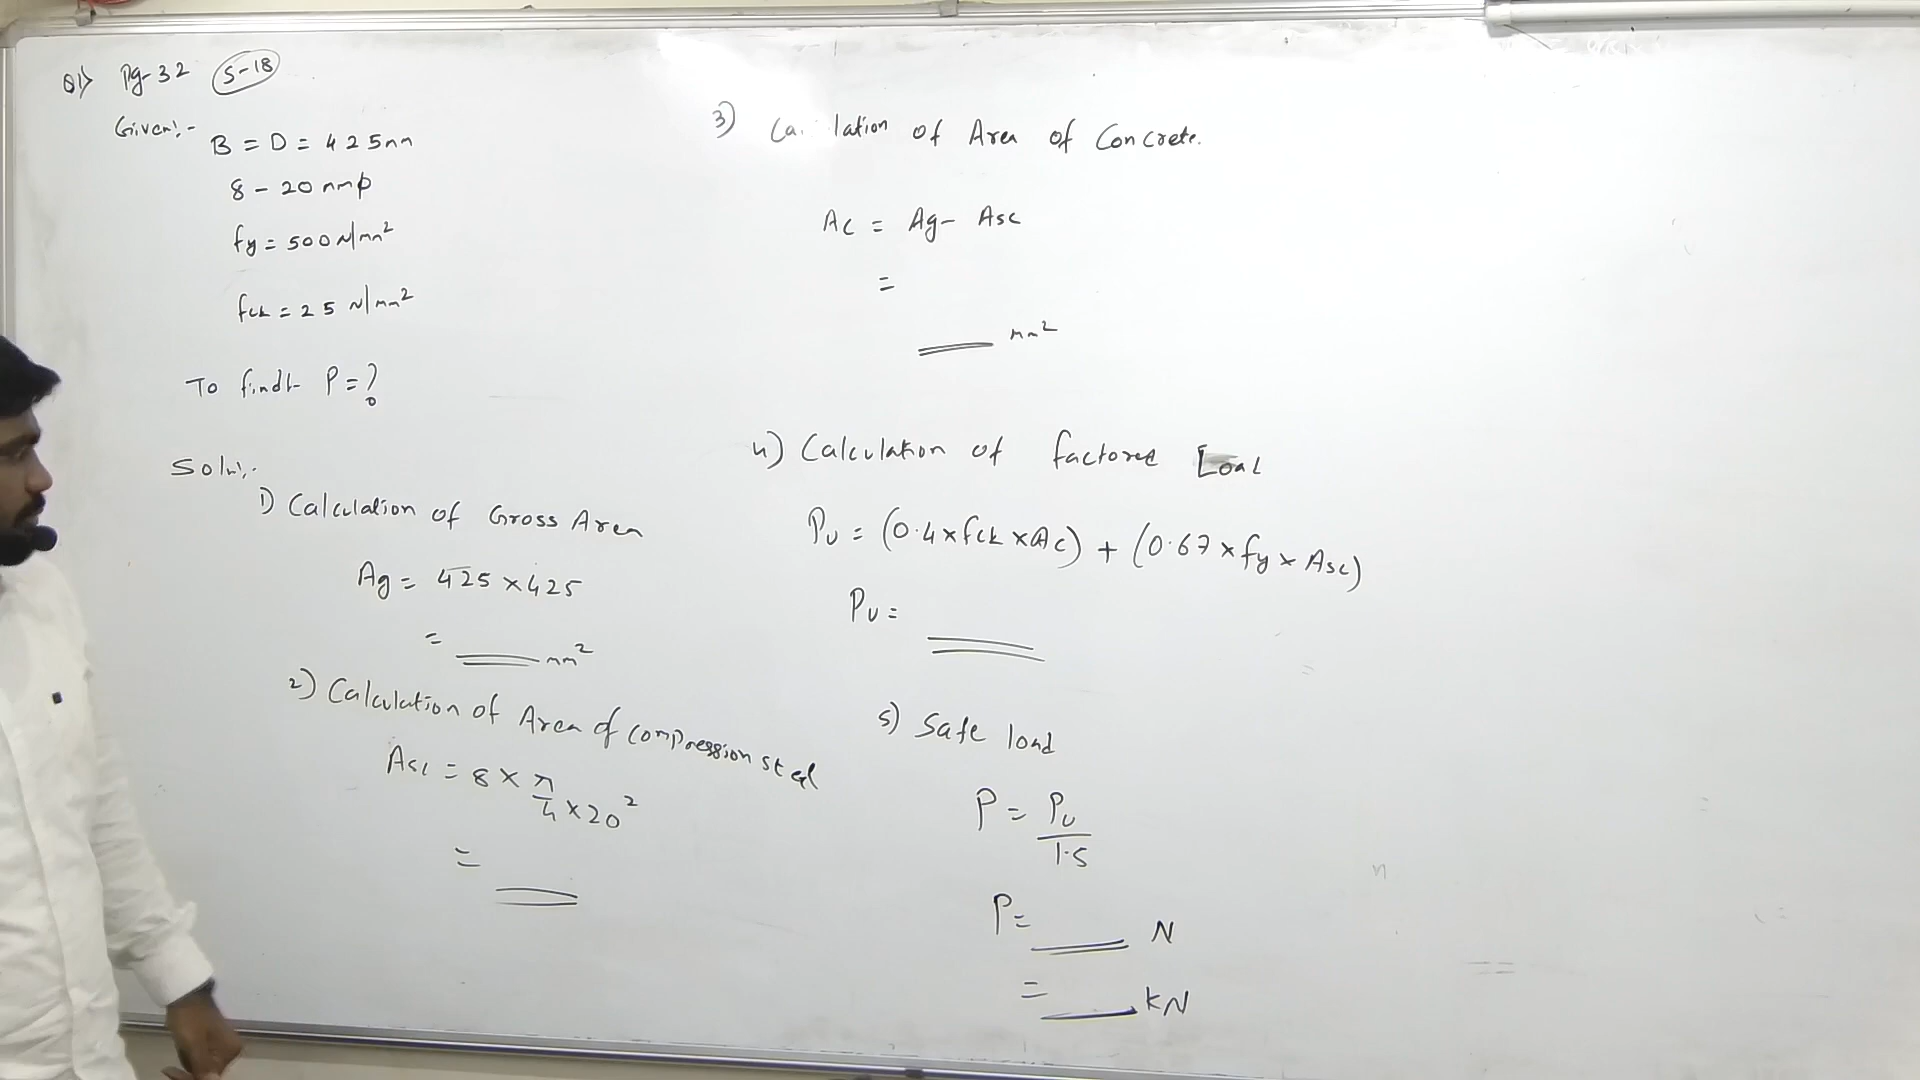 Q1) Pg-32 S-18
Given:-
B = D = 425mm
8 - 20 mmφ
fy = 500 N/mm²
fck = 25 N/mm²
To find:- P = ?
Soln:-
1) Calculation of Gross Area
Ag = 425 × 425
= mm²
2) Calculation of Area of compression steel
Asc = 8 × π/4 × 20²
=
3) Ca lation of Area of Concrete.
Ac = Ag - Asc
=
mm²
4) Calculation of factored Load
Pu = (0.4 × fck × Ac) + (0.67 × fy × Asc)
Pu =
5) Safe load
P = Pu/1.5
P = N
= kN